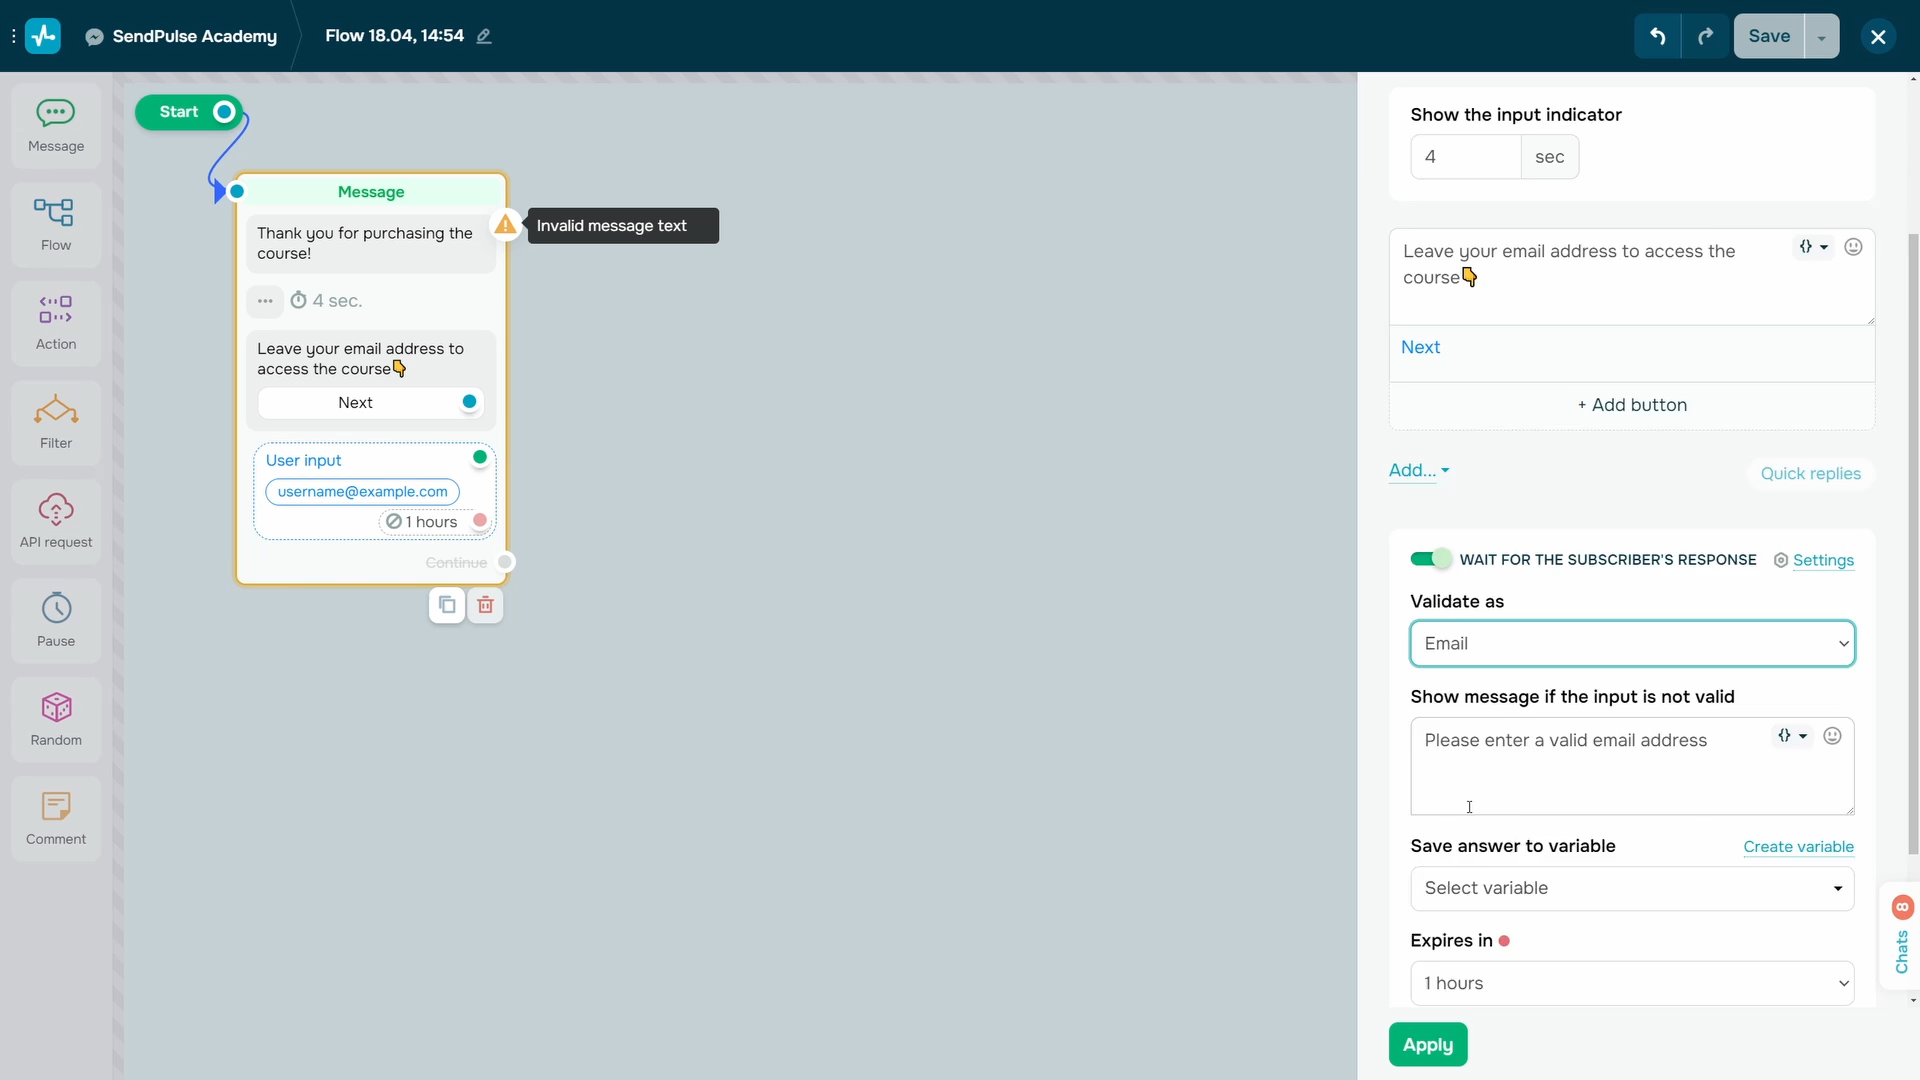 SendPulse Academy
Flow 18.04, 14:54
Save
Message
Flow
Action
Filter
API request
Pause
Random
Comment
Start
Message
Thank you for purchasing the
course!
Invalid message text
4 sec.
Leave your email address to
access the course👇
Next
User input
username@example.com
1 hours
Continue
Show the input indicator
4 sec
Leave your email address to access the
course👇
{}
Next
+ Add button
Add...
Quick replies
WAIT FOR THE SUBSCRIBER'S RESPONSE
Settings
Validate as
Email
Show message if the input is not valid
Please enter a valid email address
{}
Save answer to variable
Create variable
Select variable
Expires in
1 hours
Apply
Chats 8